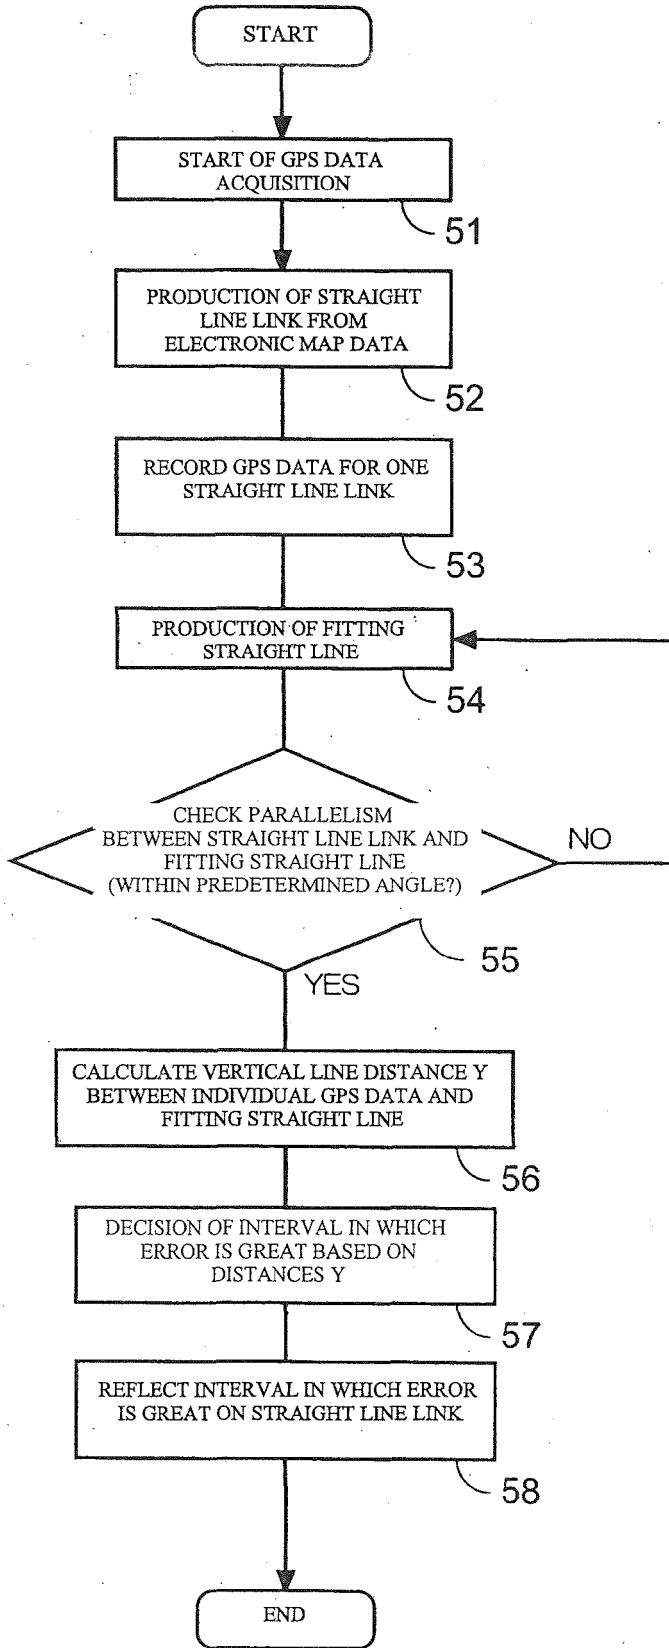 START
START OF GPS DATA
ACQUISITION
51
PRODUCTION OF STRAIGHT
LINE LINK FROM
ELECTRONIC MAP DATA
52
RECORD GPS DATA FOR ONE
STRAIGHT LINE LINK
53
PRODUCTION OF FITTING
STRAIGHT LINE
54
CHECK PARALLELISM
BETWEEN STRAIGHT LINE LINK AND
FITTING STRAIGHT LINE
(WITHIN PREDETERMINED ANGLE?)
NO
55
YES
CALCULATE VERTICAL LINE DISTANCE Y
BETWEEN INDIVIDUAL GPS DATA AND
FITTING STRAIGHT LINE
56
DECISION OF INTERVAL IN WHICH
ERROR IS GREAT BASED ON
DISTANCES Y
57
REFLECT INTERVAL IN WHICH ERROR
IS GREAT ON STRAIGHT LINE LINK
58
END